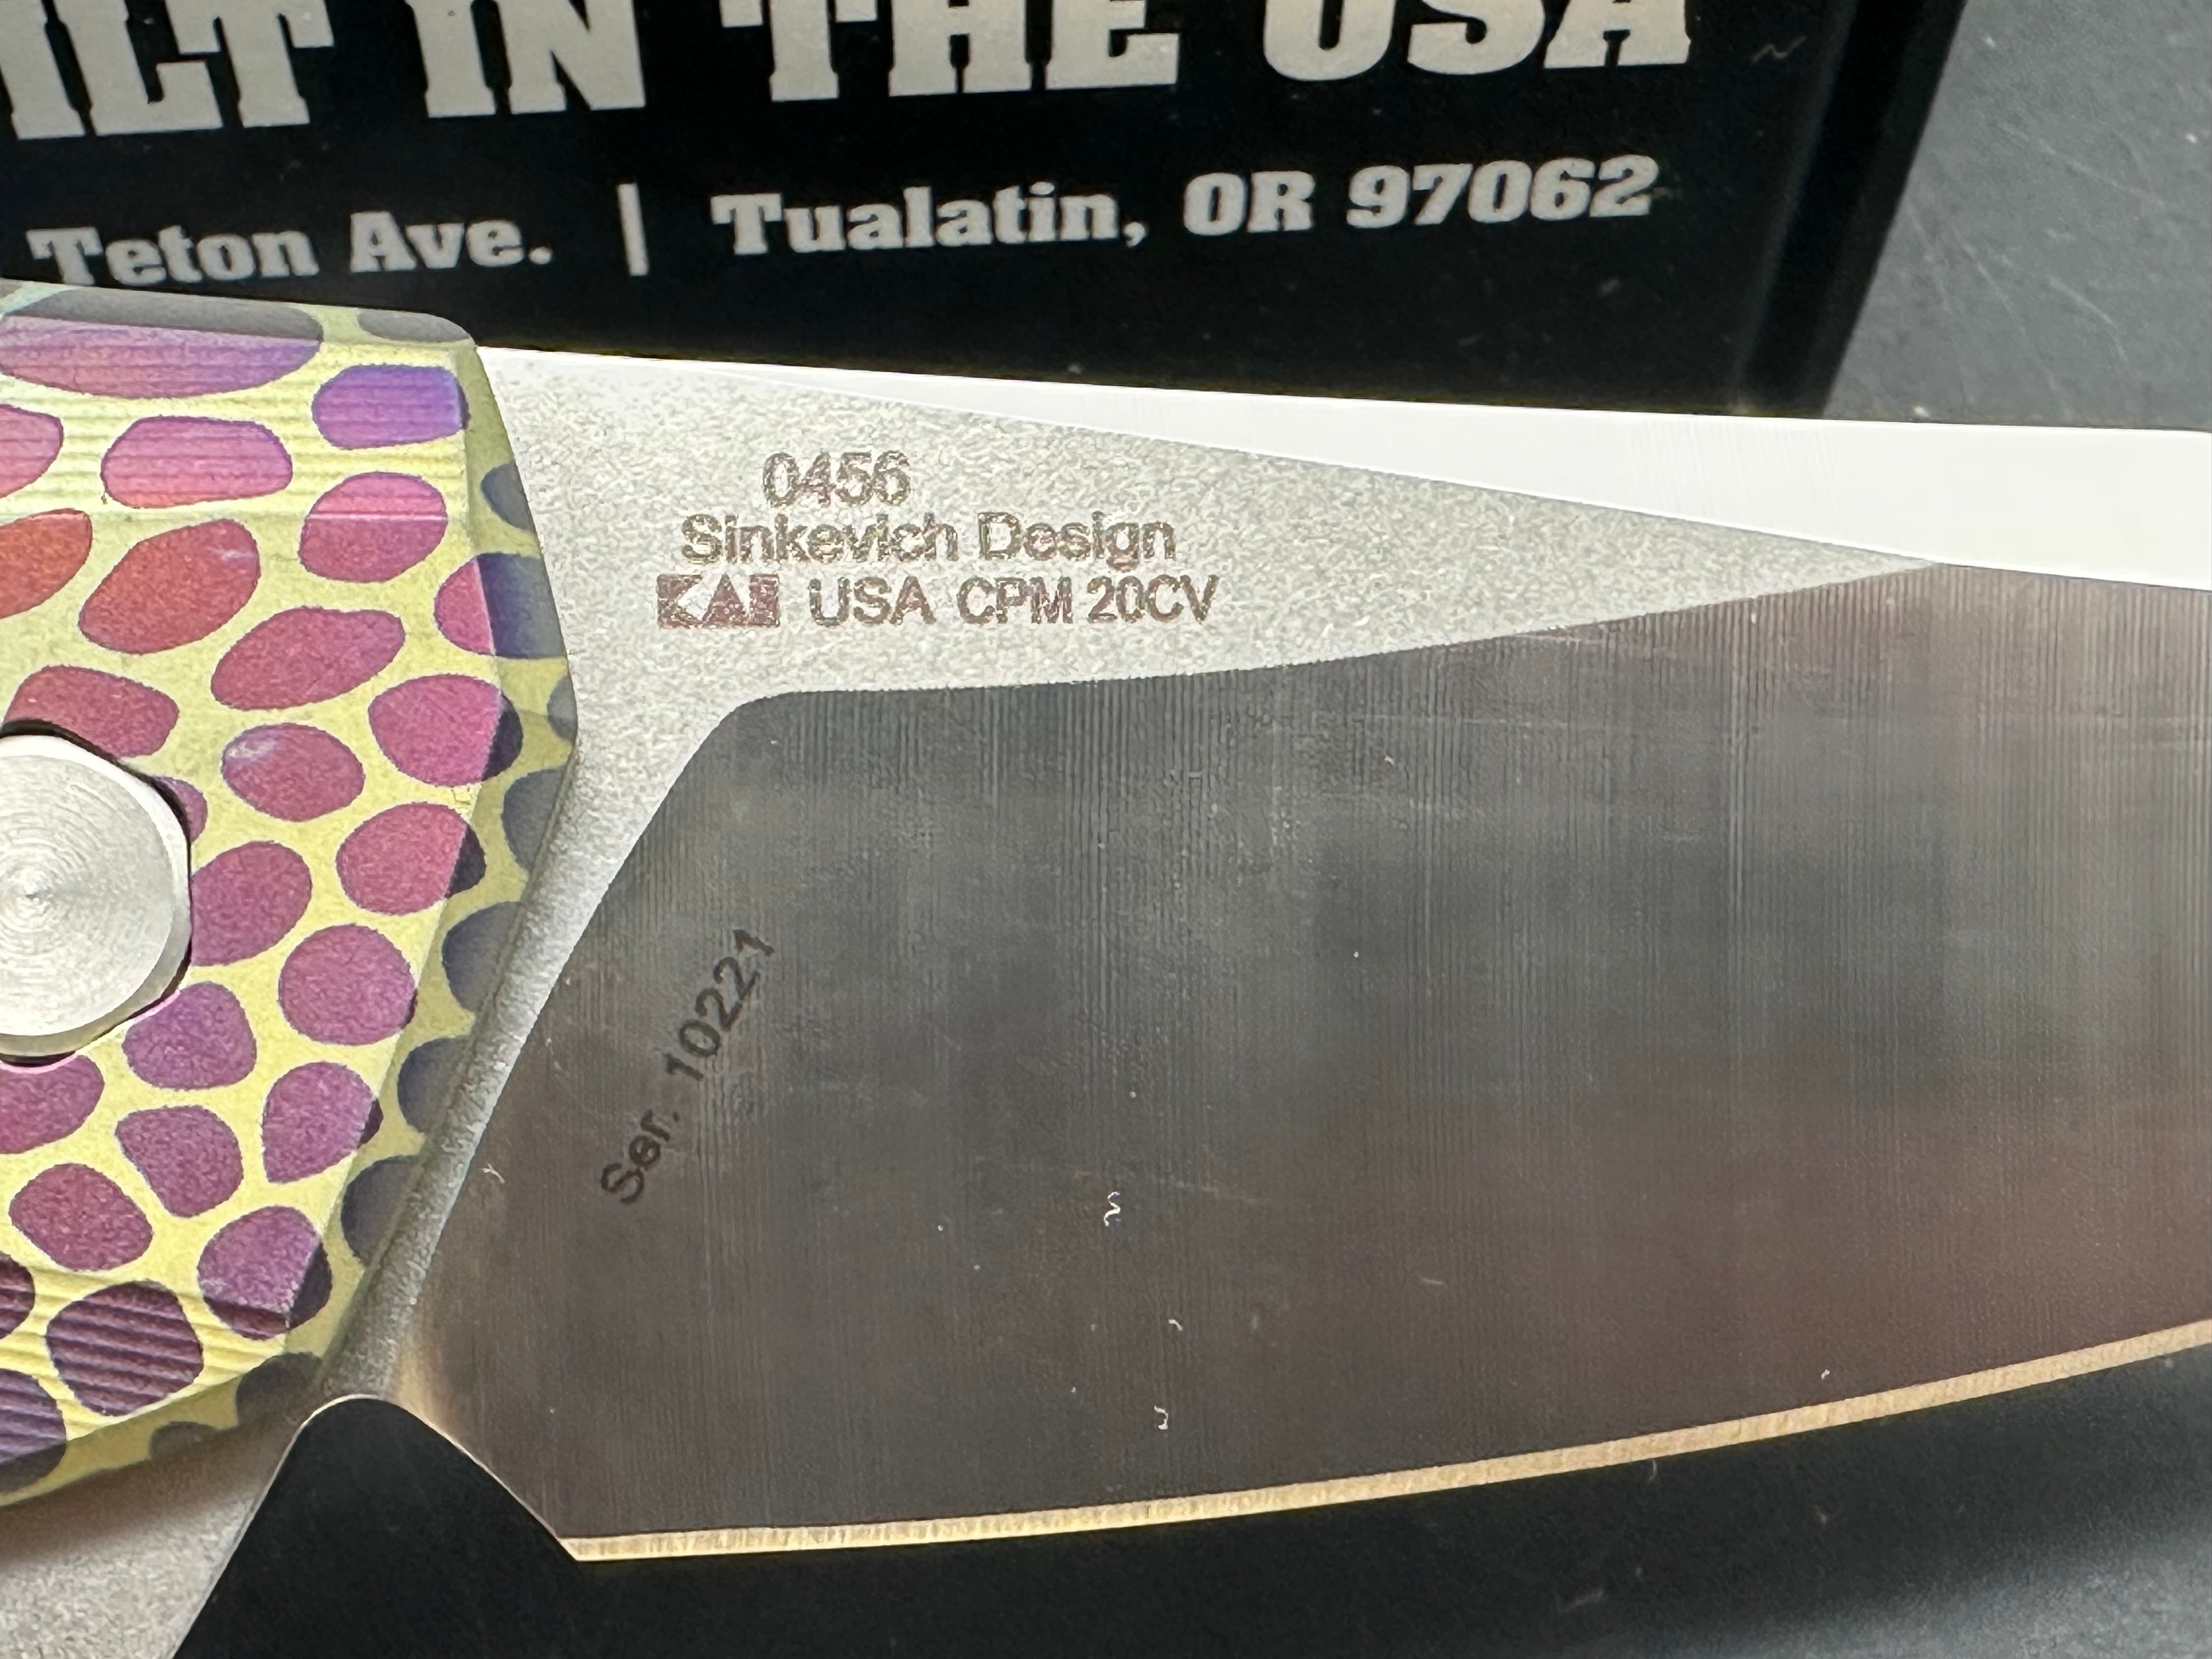 ILT IN THE USA
Teton Ave. | Tualatin, OR 97062
0456
Sinkevich Design
KAI USA CPM 20CV
Ser. 10221